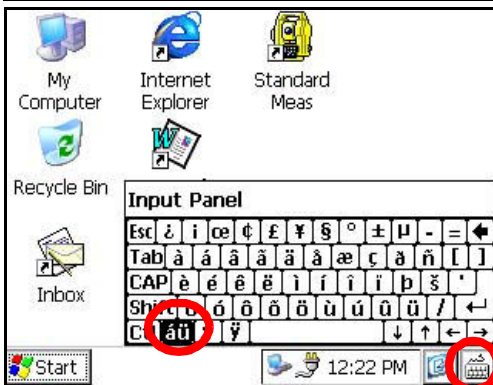 My Computer
Internet Explorer
Standard Meas
Recycle Bin
Inbox
Input Panel
Esc ¿ ¡ œ ¢ £ ¥ § ° ± µ - =
Tab à á â ã ä å æ ç ð ñ [ ]
CAP è é ê ë ì í î ï þ š '
ó ô õ ö ù ú û ü /
áü ÿ
Start
12:22 PM